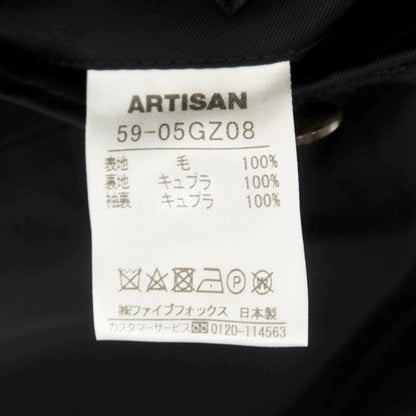 ARTISAN
59-05GZ08
表地 毛 100%
裏地 キュプラ 100%
袖裏 キュプラ 100%
P W
㈱ファイブフォックス 日本製
カスタマーサービス 0120-114563